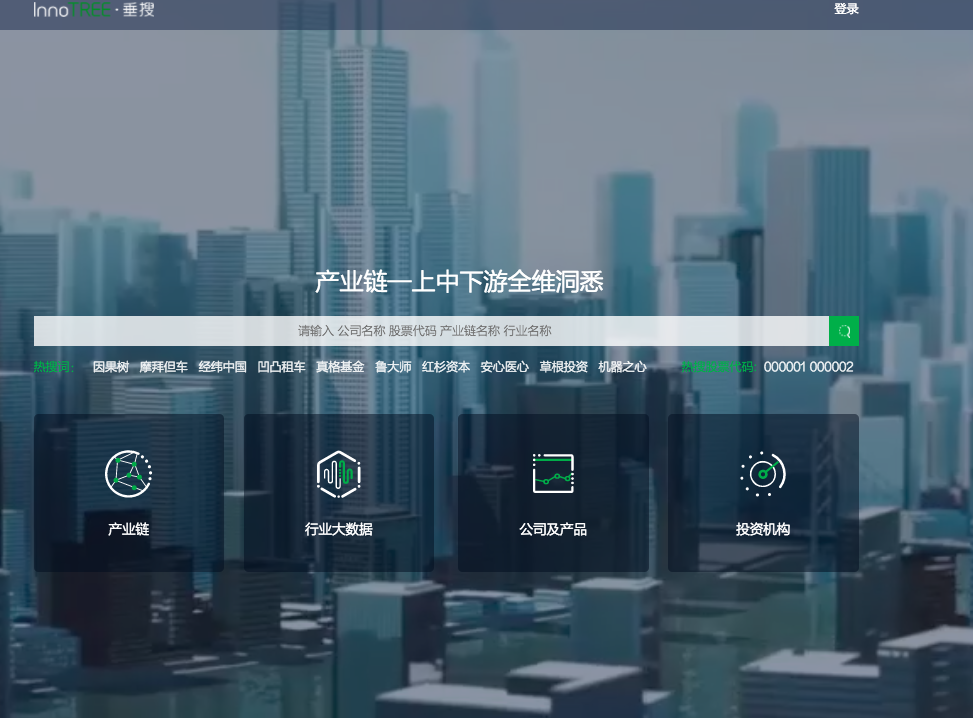 InnoTREE·垂搜
登录
产业链—上中下游全维洞悉
请输入 公司名称 股票代码 产业链名称 行业名称
热搜词: 因果树 摩拜但车 经纬中国 凹凸租车 真格基金 鲁大师 红杉资本 安心医心 草根投资 机器之心 热搜股票代码 000001 000002
产业链 行业大数据 公司及产品 投资机构